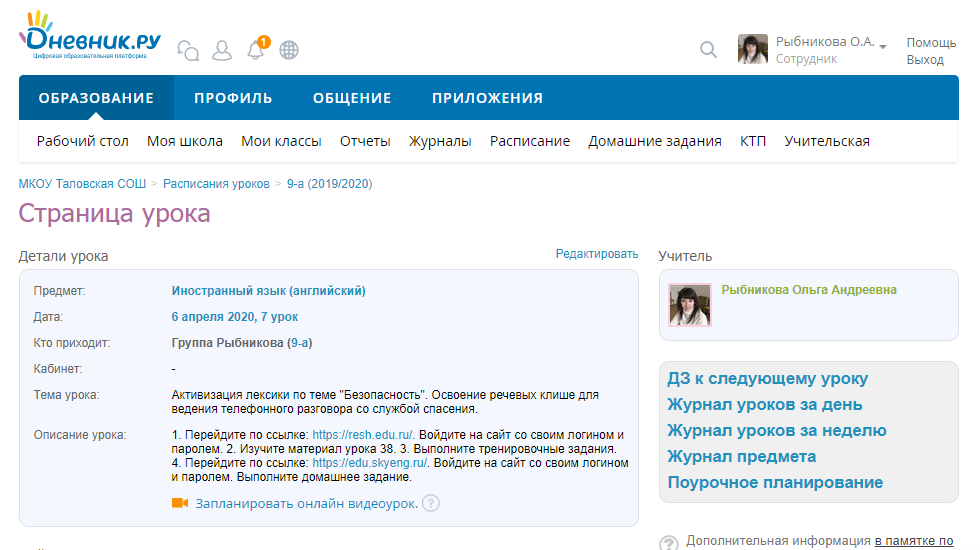 Дневник.ру
Цифровая образовательная платформа
1
Рыбникова О.А.
Сотрудник
Помощь
Выход
ОБРАЗОВАНИЕ ПРОФИЛЬ ОБЩЕНИЕ ПРИЛОЖЕНИЯ
Рабочий стол Моя школа Мои классы Отчеты Журналы Расписание Домашние задания КТП Учительская
МКОУ Таловская СОШ > Расписания уроков > 9-а (2019/2020)
Страница урока
Детали урока Редактировать
Предмет: Иностранный язык (английский)
Дата: 6 апреля 2020, 7 урок
Кто приходит: Группа Рыбникова (9-а)
Кабинет: -
Тема урока: Активизация лексики по теме "Безопасность". Освоение речевых клише для
ведения телефонного разговора со службой спасения.
Описание урока: 1. Перейдите по ссылке: https://resh.edu.ru/. Войдите на сайт со своим логином и
паролем. 2. Изучите материал урока 38. 3. Выполните тренировочные задания.
4. Перейдите по ссылке: https://edu.skyeng.ru/. Войдите на сайт со своим логином
и паролем. Выполните домашнее задание.
Запланировать онлайн видеоурок. ?
Учитель
Рыбникова Ольга Андреевна
ДЗ к следующему уроку
Журнал уроков за день
Журнал уроков за неделю
Журнал предмета
Поурочное планирование
? Дополнительная информация в памятке по